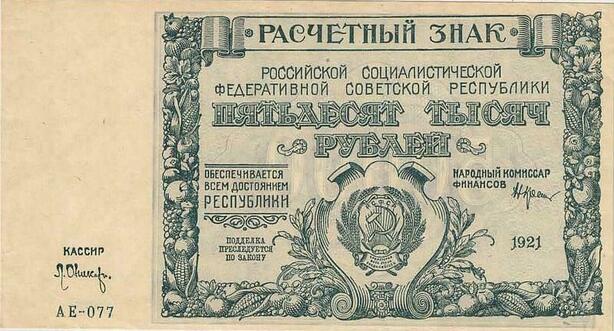 РАСЧЕТНЫЙ ЗНАК
РОССИЙСКОЙ СОЦИАЛИСТИЧЕСКОЙ
ФЕДЕРАТИВНОЙ СОВЕТСКОЙ РЕСПУБЛИКИ
ПЯТЬДЕСЯТ ТЫСЯЧ
РУБЛЕЙ
ОБЕСПЕЧИВАЕТСЯ
ВСЕМ ДОСТОЯНИЕМ
РЕСПУБЛИКИ
НАРОДНЫЙ КОМИССАР
ФИНАНСОВ
ПОДДЕЛКА
ПРЕСЛЕДУЕТСЯ
ПО ЗАКОНУ
1921
КАССИР
АЕ-077